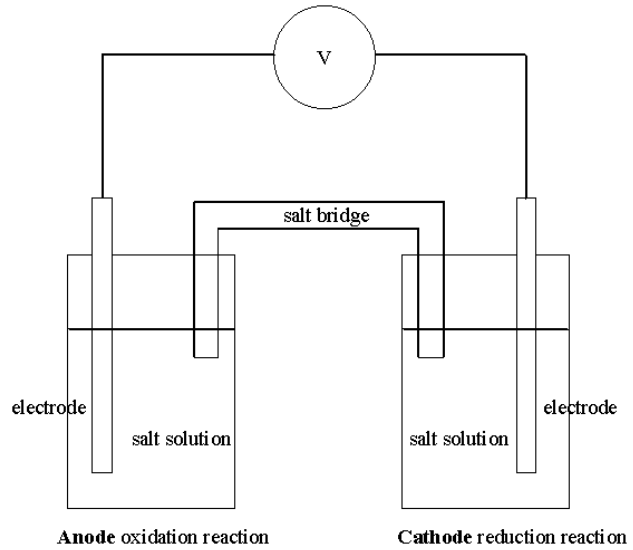 V
salt bridge
electrode
electrode
salt solution
salt solution
Anode oxidation reaction
Cathode reduction reaction